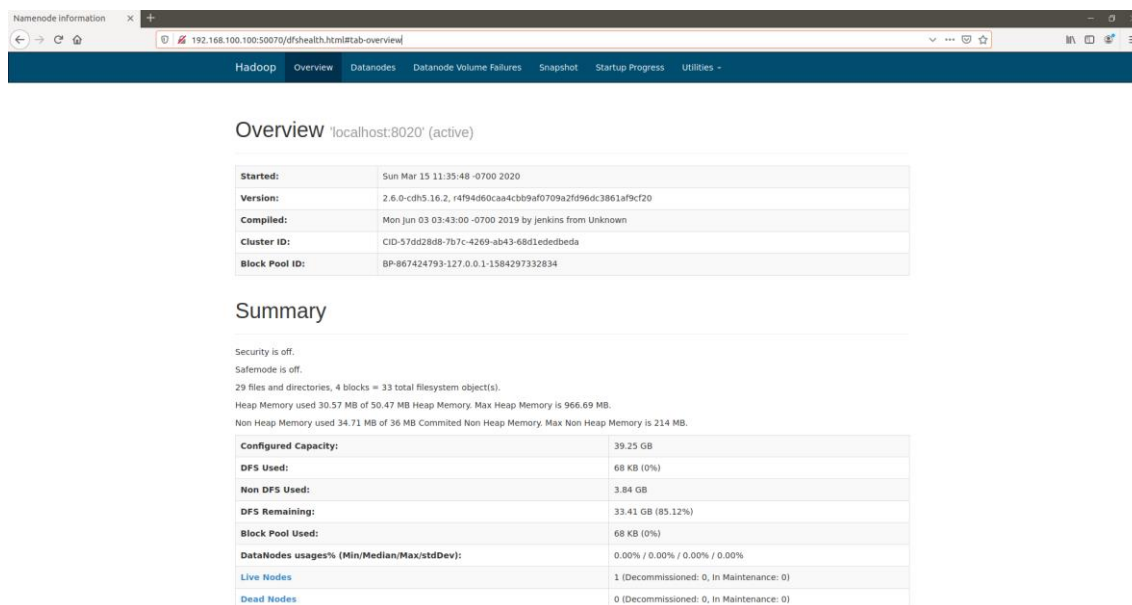 Namenode information
192.168.100.100:50070/dfshealth.html#tab-overview
Hadoop Overview Datanodes Datanode Volume Failures Snapshot Startup Progress Utilities
Overview 'localhost:8020' (active)
Started: Sun Mar 15 11:35:48 -0700 2020
Version: 2.6.0-cdh5.16.2, r4f94d60caa4cbb9af0709a2fd96dc3861af9cf20
Compiled: Mon Jun 03 03:43:00 -0700 2019 by jenkins from Unknown
Cluster ID: CID-57dd28d8-7b7c-4269-ab43-68d1ededbeda
Block Pool ID: BP-867424793-127.0.0.1-1584297332834
Summary
Security is off.
Safemode is off.
29 files and directories, 4 blocks = 33 total filesystem object(s).
Heap Memory used 30.57 MB of 50.47 MB Heap Memory. Max Heap Memory is 966.69 MB.
Non Heap Memory used 34.71 MB of 36 MB Commited Non Heap Memory. Max Non Heap Memory is 214 MB.
Configured Capacity: 39.25 GB
DFS Used: 68 KB (0%)
Non DFS Used: 3.84 GB
DFS Remaining: 33.41 GB (85.12%)
Block Pool Used: 68 KB (0%)
DataNodes usages% (Min/Median/Max/stdDev): 0.00% / 0.00% / 0.00% / 0.00%
Live Nodes 1 (Decommissioned: 0, In Maintenance: 0)
Dead Nodes 0 (Decommissioned: 0, In Maintenance: 0)